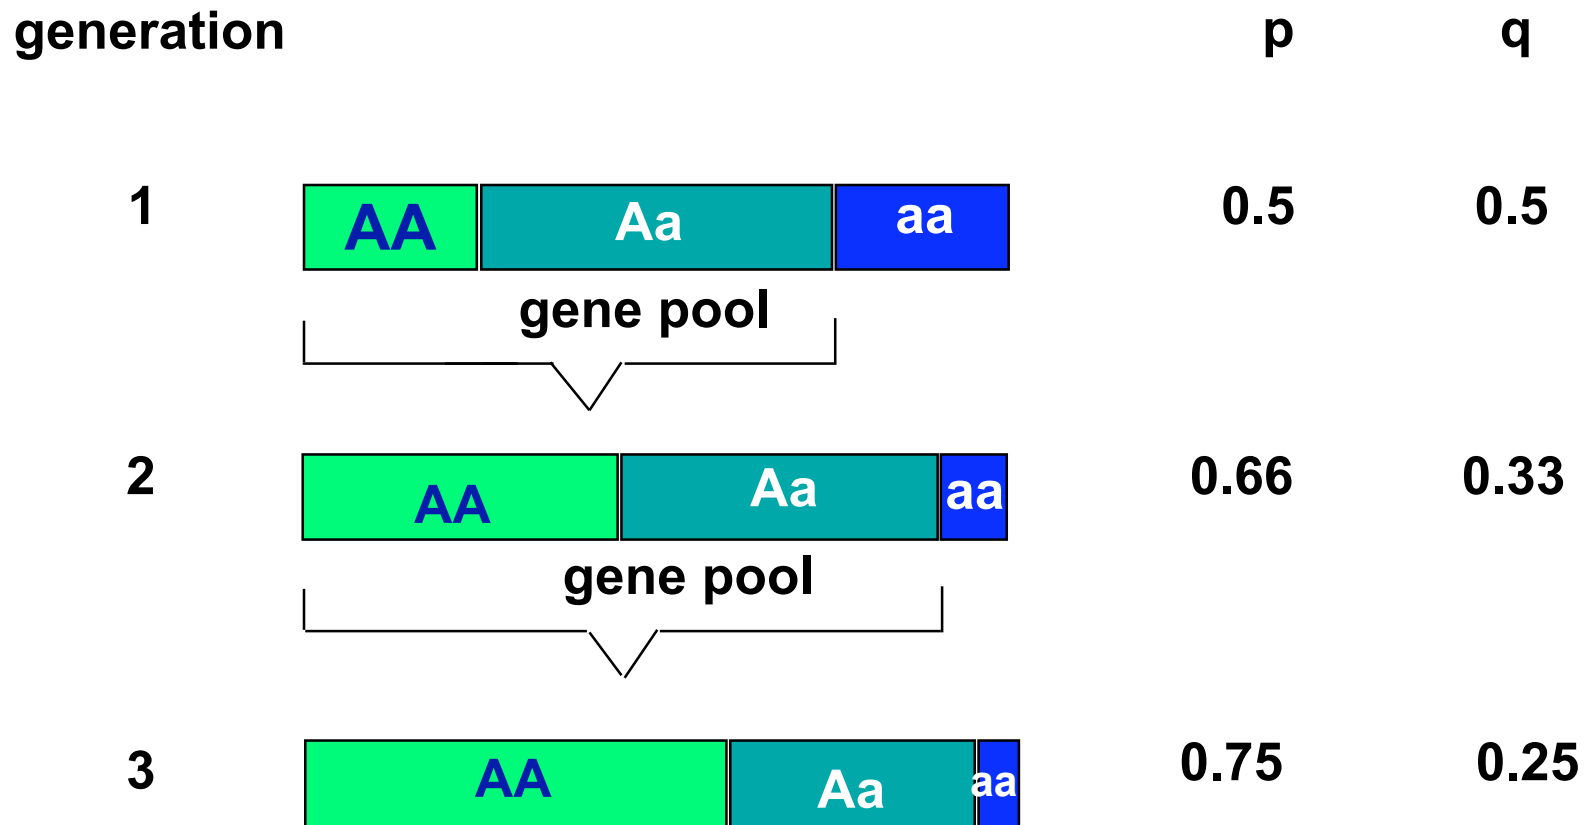 generation p q
1 AA Aa aa 0.5 0.5
gene pool
2 AA Aa aa 0.66 0.33
gene pool
3 AA Aa aa 0.75 0.25